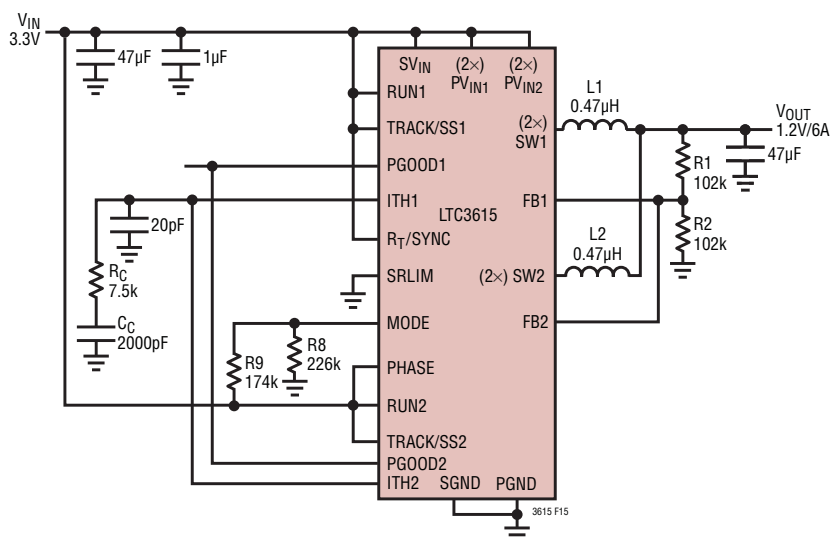 VIN
3.3V
47µF
1µF
SVIN
(2×)
PVIN1
(2×)
PVIN2
RUN1
TRACK/SS1
PGOOD1
ITH1
RT/SYNC
SRLIM
MODE
PHASE
RUN2
TRACK/SS2
PGOOD2
ITH2
SGND
PGND
LTC3615
(2×)
SW1
FB1
(2×) SW2
FB2
L1
0.47µH
VOUT
1.2V/6A
47µF
R1
102k
R2
102k
L2
0.47µH
20pF
RC
7.5k
CC
2000pF
R9
174k
R8
226k
3615 F15